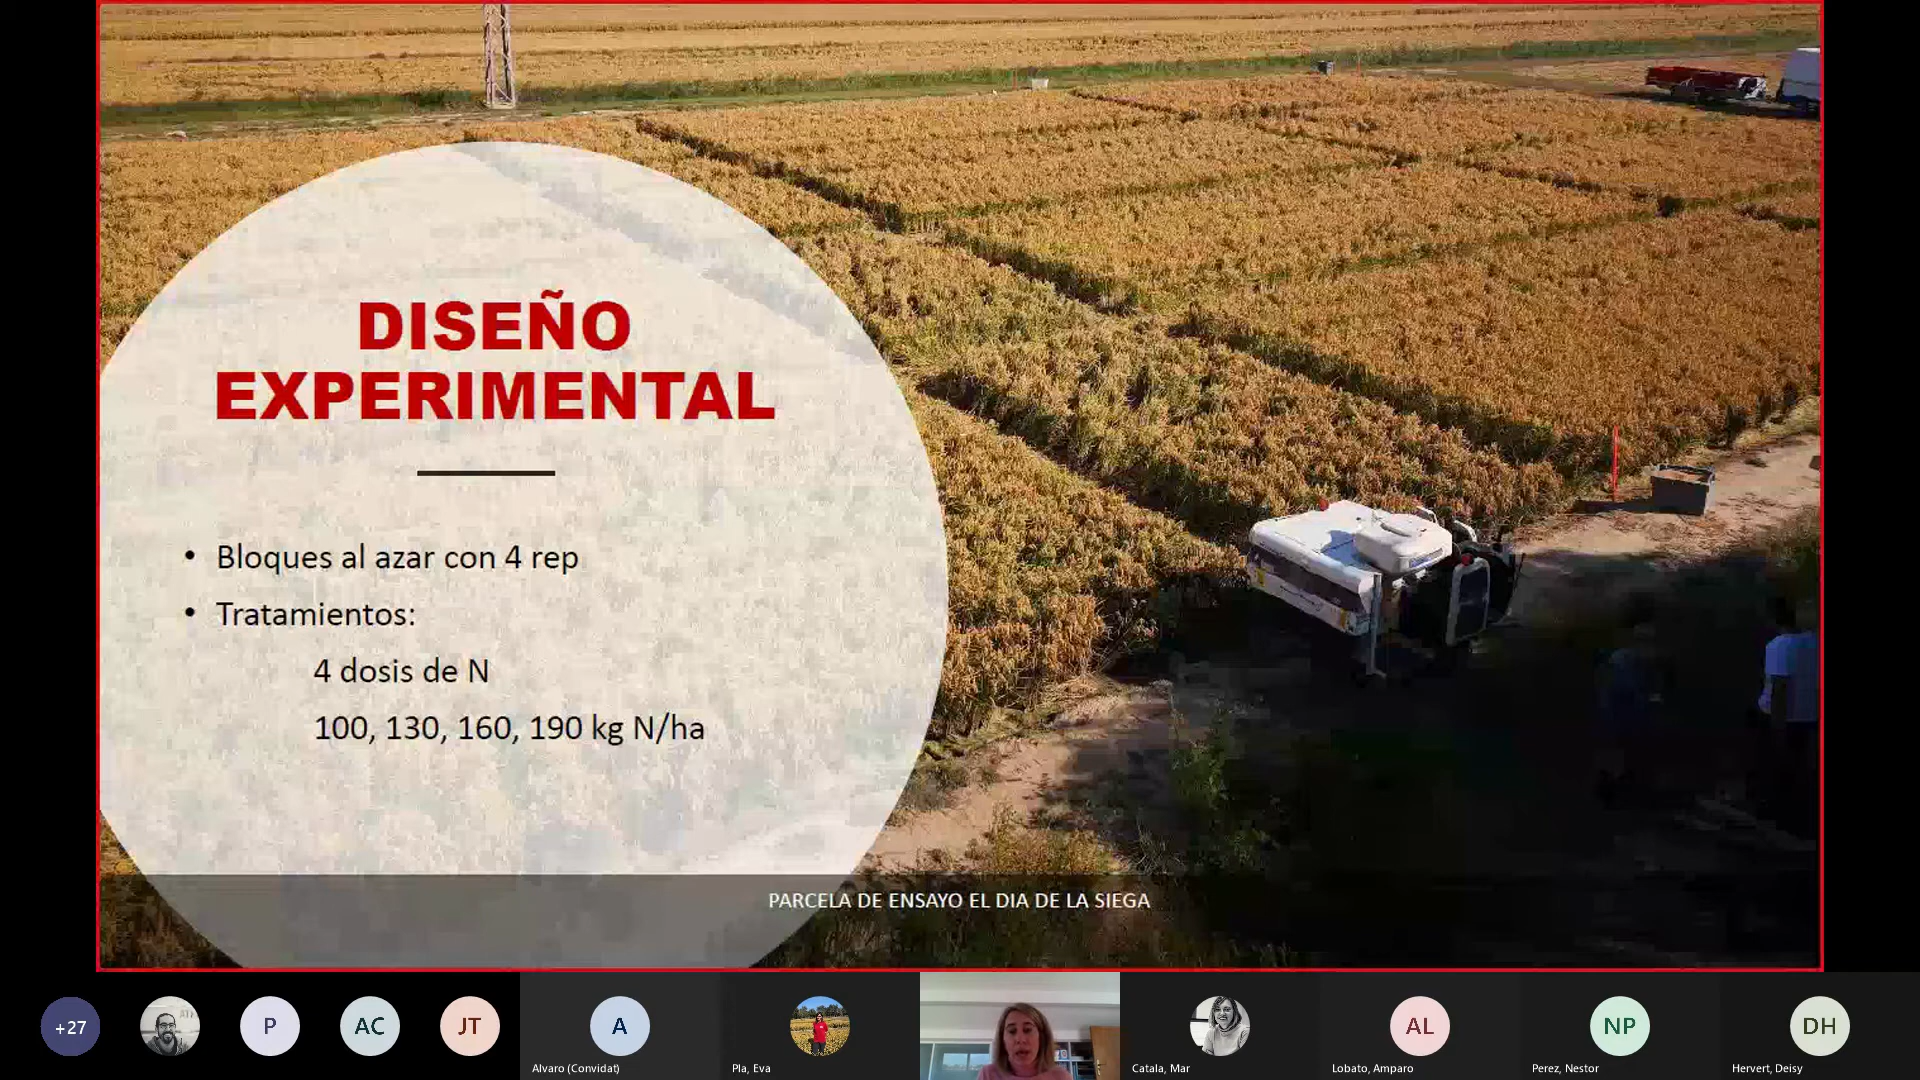 DISEÑO
EXPERIMENTAL
• Bloques al azar con 4 rep
• Tratamientos:
4 dosis de N
100, 130, 160, 190 kg N/ha
PARCELA DE ENSAYO EL DIA DE LA SIEGA
+27
P
AC
JT
A
AL
NP
DH
Alvaro (Convidat)
Pla, Eva
Catala, Mar
Lobato, Amparo
Perez, Nestor
Hervert, Deisy